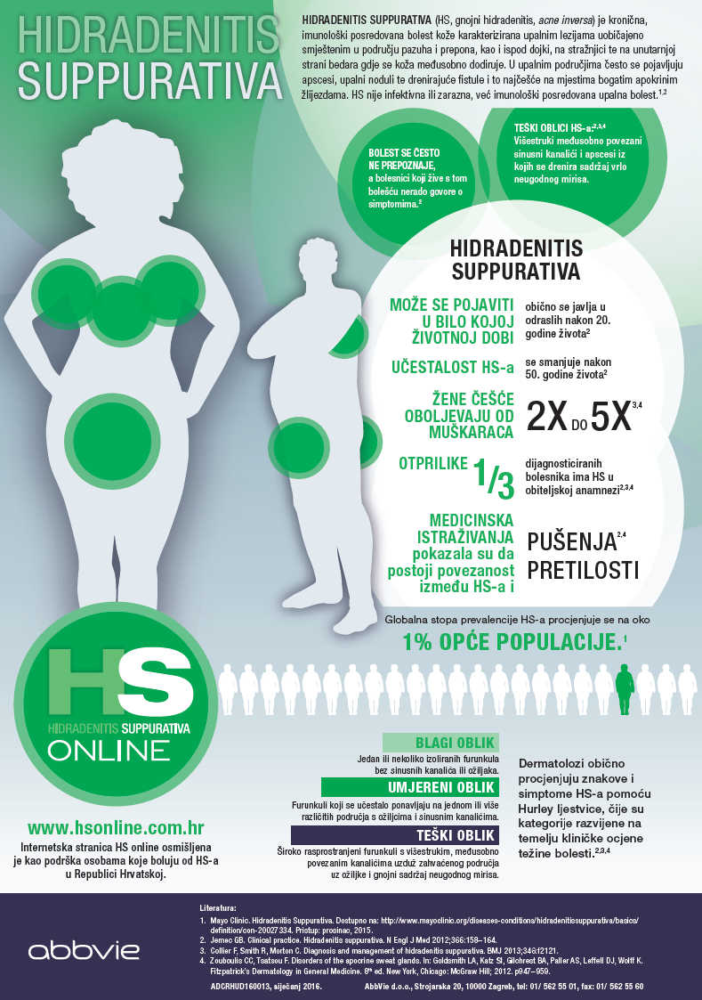 HIDRADENITIS
SUPPURATIVA
HIDRADENITIS SUPPURATIVA (HS, gnojni hidradenitis, acne inversa) je kronična,
imunološki posredovana bolest kože karakterizirana upalnim lezijama uobičajeno
smještenim u području pazuha i prepona, kao i ispod dojki, na stražnjici te na unutarnjoj
strani bedara gdje se koža međusobno dodiruje. U upalnim područjima često se pojavljuju
apscesi, upalni noduli te drenirajuće fistule i to najčešće na mjestima bogatim apokrinim
žlijezdama. HS nije infektivna ili zarazna, već imunološki posredovana upalna bolest.1,2
BOLEST SE ČESTO
NE PREPOZNAJE,
a bolesnici koji žive s tom
bolešću nerado govore o
simptomima.2
TEŠKI OBLICI HS-a:2,3,4
Višestruki međusobno povezani
sinusni kanalići i apscesi iz
kojih se drenira sadržaj vrlo
neugodnog mirisa.
HIDRADENITIS
SUPPURATIVA
MOŽE SE POJAVITI
U BILO KOJOJ
ŽIVOTNOJ DOBI
obično se javlja u
odraslih nakon 20.
godine života2
UČESTALOST HS-a
se smanjuje nakon
50. godine života2
ŽENE ČEŠĆE
OBOLJEVAJU OD
MUŠKARACA
2X DO 5X3,4
OTPRILIKE 1/3
dijagnosticiranih
bolesnika ima HS u
obiteljskoj anamnezi2,3,4
MEDICINSKA
ISTRAŽIVANJA
pokazala su da
postoji povezanost
između HS-a i
PUŠENJA2,4
PRETILOSTI
Globalna stopa prevalencije HS-a procjenjuje se na oko
1% OPĆE POPULACIJE.1
HS
HIDRADENITIS SUPPURATIVA
ONLINE
www.hsonline.com.hr
Internetska stranica HS online osmišljena
je kao podrška osobama koje boluju od HS-a
u Republici Hrvatskoj.
BLAGI OBLIK
Jedan ili nekoliko izoliranih furunkula
bez sinusnih kanalića ili ožiljaka.
UMJERENI OBLIK
Furunkuli koji se učestalo ponavljaju na jednom ili više
različitih područja s ožiljcima i sinusnim kanalićima.
TEŠKI OBLIK
Široko rasprostranjeni furunkuli s višestrukim, međusobno
povezanim kanalićima uzduž zahvaćenog područja
uz ožiljke i gnojni sadržaj neugodnog mirisa.
Dermatolozi obično
procjenjuju znakove i
simptome HS-a pomoću
Hurley ljestvice, čije su
kategorije razvijene na
temelju kliničke ocjene
težine bolesti.2,3,4
abbvie
Literatura:
1. Mayo Clinic. Hidradenitis Suppurativa. Dostupno na: http://www.mayoclinic.org/diseases-conditions/hidradenitissuppurativa/basics/
definition/con-20027334. Pristup: prosinac, 2015.
2. Jemec GB. Clinical practice. Hidradenitis suppurativa. N Engl J Med 2012;366:158–164.
3. Collier F, Smith R, Morton C. Diagnosis and management of hidradenitis suppurativa. BMJ 2013;346:f2121.
4. Zouboulis CC, Tsatsou F. Disorders of the apocrine sweat glands. In: Goldsmith LA, Katz SI, Gilchrest BA, Paller AS, Leffell DJ, Wolff K.
Fitzpatrick's Dermatology in General Medicine. 8th ed. New York, Chicago: McGraw Hill; 2012. p947–959.
ADCRHUD160013, siječanj 2016. AbbVie d.o.o., Strojarska 20, 10000 Zagreb, tel: 01/ 562 55 01, fax: 01/ 562 55 60